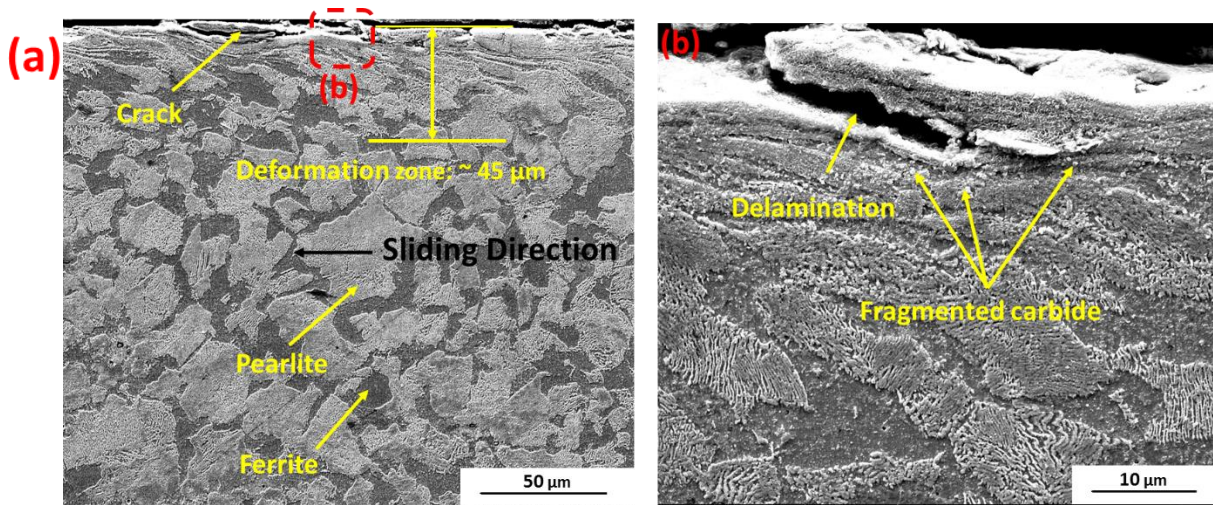 (a)
(b)
Crack
Deformation zone: ~ 45 µm
Sliding Direction
Pearlite
Ferrite
50 µm
(b)
Delamination
Fragmented carbide
10 µm